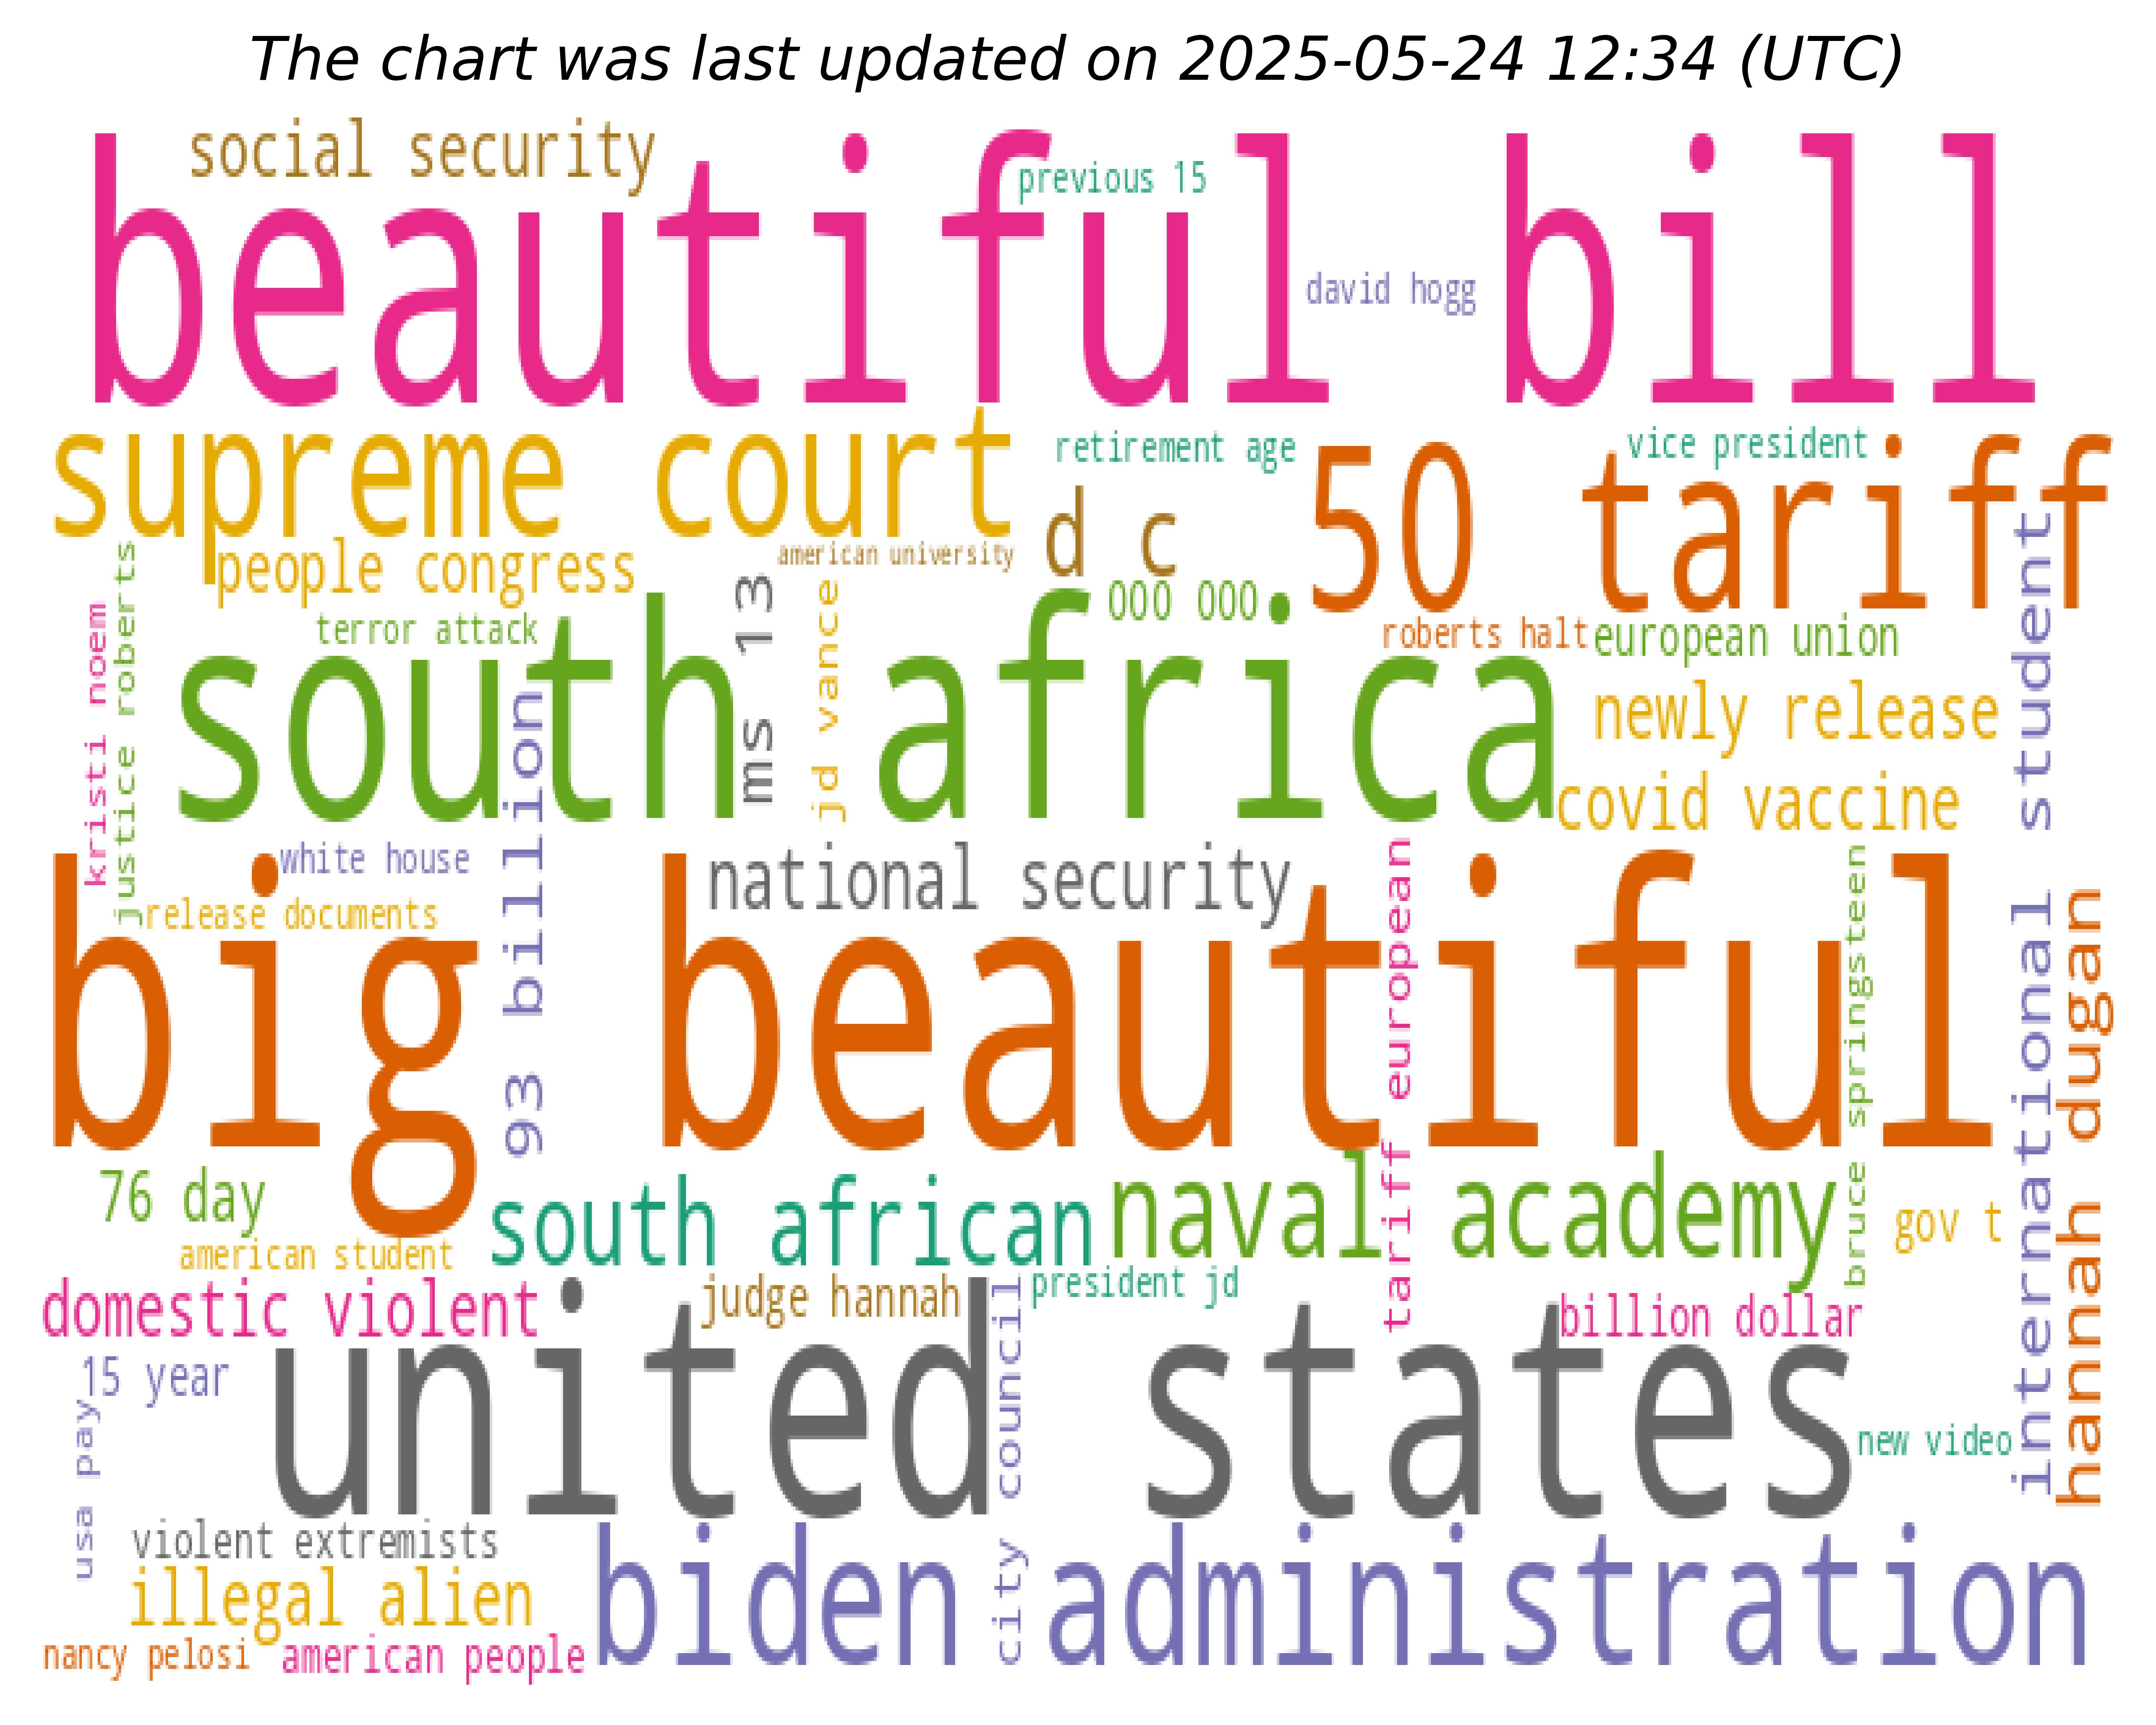 The chart was last updated on 2025-05-24 12:34 (UTC)
social security
beautiful bill
previous 15
david hogg
supreme court
retirement age
50 tariff
vice president
d c
people congress
american university
000 000
terror attack
south africa
ms 13
jd vance
roberts halt
european union
kristi noem
justice roberts
newly release
covid vaccine
international student
white house
national security
release documents
93 billion
big beautiful
tariff european
bruce springsteen
hannah dugan
76 day
south african
naval academy
gov t
american student
domestic violent
judge hannah
president jd
billion dollar
15 year
united states
city council
new video
usa pay
violent extremists
biden administration
illegal alien
nancy pelosi
american people